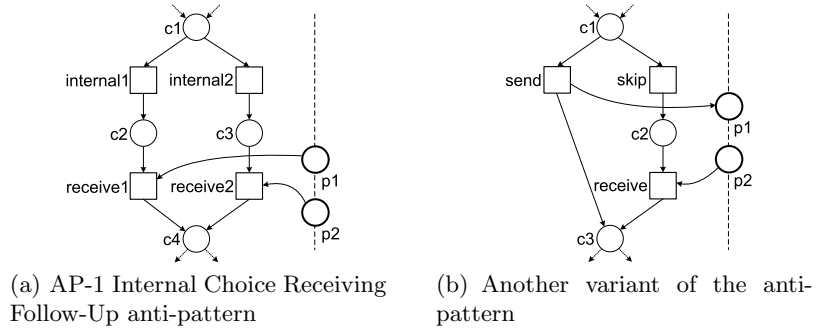 c1
internal1
internal2
c2
c3
p1
receive1
receive2
p2
c4
(a) AP-1 Internal Choice Receiving
Follow-Up anti-pattern
c1
send
skip
p1
c2
p2
receive
c3
(b) Another variant of the anti-
pattern